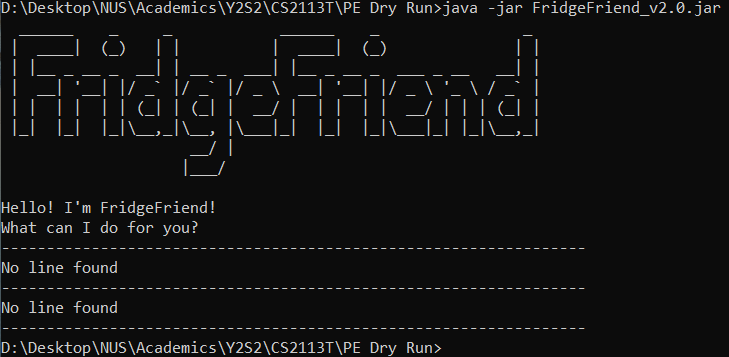 D:\Desktop\NUS\Academics\Y2S2\CS2113T\PE Dry Run>java -jar FridgeFriend_v2.0.jar
FridgeFriend
Hello! I'm FridgeFriend!
What can I do for you?
-----------------------------------------------------------------
No line found
-----------------------------------------------------------------
No line found
-----------------------------------------------------------------
D:\Desktop\NUS\Academics\Y2S2\CS2113T\PE Dry Run>